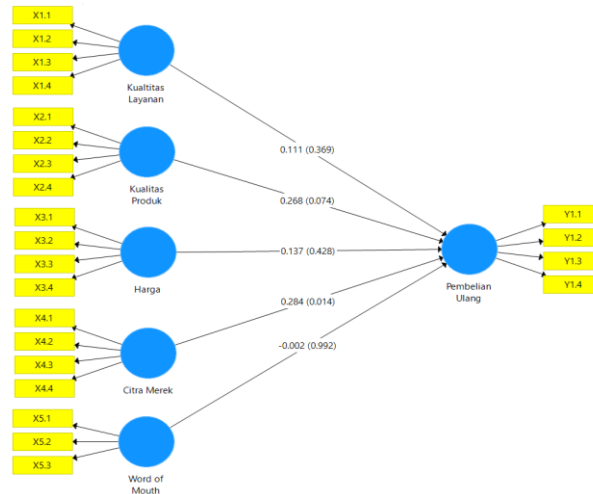 X1.1
X1.2
X1.3
X1.4
Kualtitas
Layanan
0.111 (0.369)
X2.1
X2.2
X2.3
X2.4
Kualitas
Produk
0.268 (0.074)
X3.1
X3.2
X3.3
X3.4
Harga
0.137 (0.428)
Y1.1
Y1.2
Y1.3
Y1.4
Pembelian
Ulang
X4.1
X4.2
X4.3
X4.4
Citra Merek
0.284 (0.014)
-0.002 (0.992)
X5.1
X5.2
X5.3
Word of
Mouth